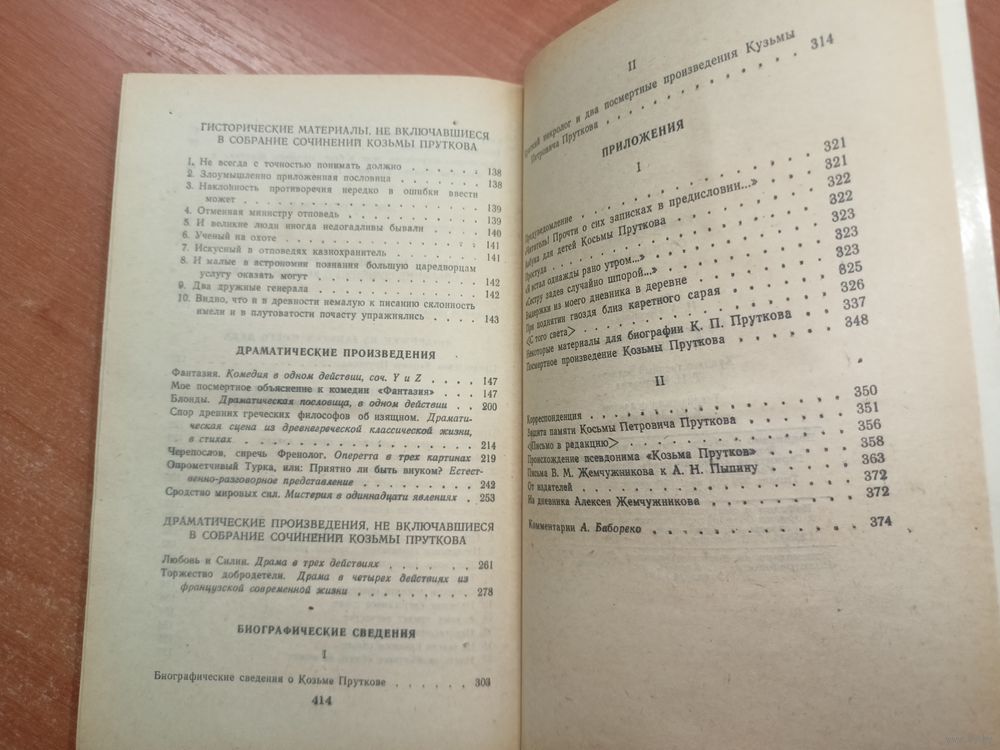 ГИСТОРИЧЕСКИЕ МАТЕРИАЛЫ, НЕ ВКЛЮЧАВШИЕСЯ
В СОБРАНИЕ СОЧИНЕНИЙ КОЗЬМЫ ПРУТКОВА
1. Не всегда с точностью понимать должно . . . . . . 138
2. Злоумышленно приложенная пословица . . . . . . 138
3. Наклонность противоречия нередко в ошибки ввести
может . . . . . . 139
4. Отменная министру отповедь . . . . . . 139
5. И великие люди иногда недогадливы бывали . . . . . . 140
6. Ученый на охоте . . . . . . 141
7. Искусный в отповедях казнохранитель . . . . . . 141
8. И малые в астрономии познания большую царедворцам
услугу оказать могут . . . . . . 142
9. Два дружные генерала . . . . . . 142
10. Видно, что и в древности немалую к писанию склонность
имели и в плутоватости почасту упражнялись . . . . 143
ДРАМАТИЧЕСКИЕ ПРОИЗВЕДЕНИЯ
Фантазия. Комедия в одном действии, соч. Y и Z . . . . 147
Мое посмертное объяснение к комедии «Фантазия» . . 147
Блонды. Драматическая пословица, в одном действии . . 200
Спор древних греческих философов об изящном. Драмати-
ческая сцена из древнегреческой классической жизни,
в стихах . . . . . . 214
Черепослов, сиречь Френолог. Оперетта в трех картинах 219
Опрометчивый Турка, или: Приятно ли быть внуком? Естест-
венно-разговорное представление . . . . . . 242
Сродство мировых сил. Мистерия в одиннадцати явлениях . 253
ДРАМАТИЧЕСКИЕ ПРОИЗВЕДЕНИЯ, НЕ ВКЛЮЧАВШИЕСЯ
В СОБРАНИЕ СОЧИНЕНИЙ КОЗЬМЫ ПРУТКОВА
Любовь и Силин. Драма в трех действиях . . . . . . 261
Торжество добродетели. Драма в четырех действиях из
французской современной жизни . . . . . . 278
БИОГРАФИЧЕСКИЕ СВЕДЕНИЯ
I
Биографические сведения о Козьме Пруткове . . . . . . 303
414
II
Краткий некролог и два посмертные произведения Кузьмы
Петровича Пруткова . . . . . . 314
ПРИЛОЖЕНИЯ
I
Предуведомление . . . . . . 321
«Читатель! Прочти о сих записках в предисловии...» 321
Азбука для детей Косьмы Пруткова . . . . . . 322
Простуда . . . . . . 322
«Я встал однажды рано утром...» . . . . . . 323
«Сестру задев случайно шпорой...» . . . . . . 323
Выдержки из моего дневника в деревне . . . . . . 323
При поднятии гвоздя близ каретного сарая . . . . . . 325
<С того света> . . . . . . 326
Некоторые материалы для биографии К. П. Пруткова . . 337
Посмертное произведение Козьмы Пруткова . . . . . . 348
II
Корреспонденция . . . . . . 350
Защита памяти Косьмы Петровича Пруткова . . . . . . 351
<Письмо в редакцию> . . . . . . 356
Происхождение псевдонима «Козьма Прутков» . . . . . . 358
Письма В. М. Жемчужникова к А. Н. Пыпину . . . . . . 363
От издателей . . . . . . 372
Из дневника Алексея Жемчужникова . . . . . . 372
Комментарии А. Бабореко . . . . . . 374